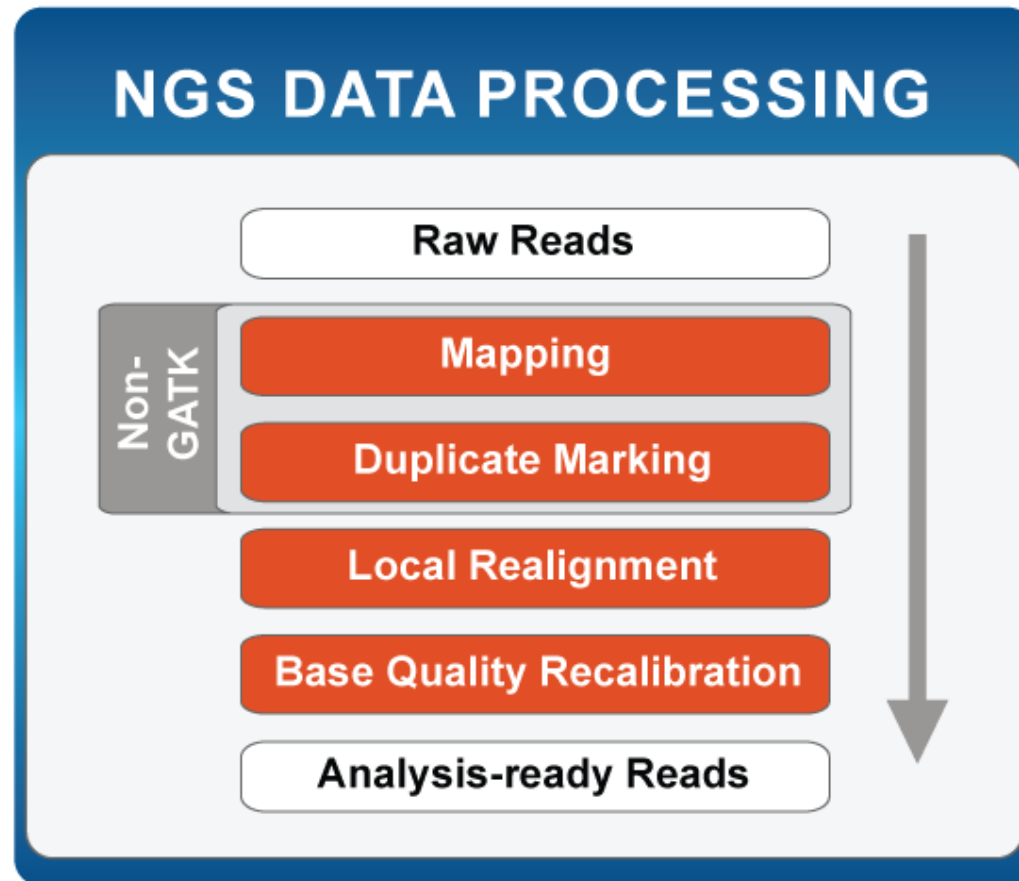 NGS DATA PROCESSING
Raw Reads
Non-
GATK
Mapping
Duplicate Marking
Local Realignment
Base Quality Recalibration
Analysis-ready Reads